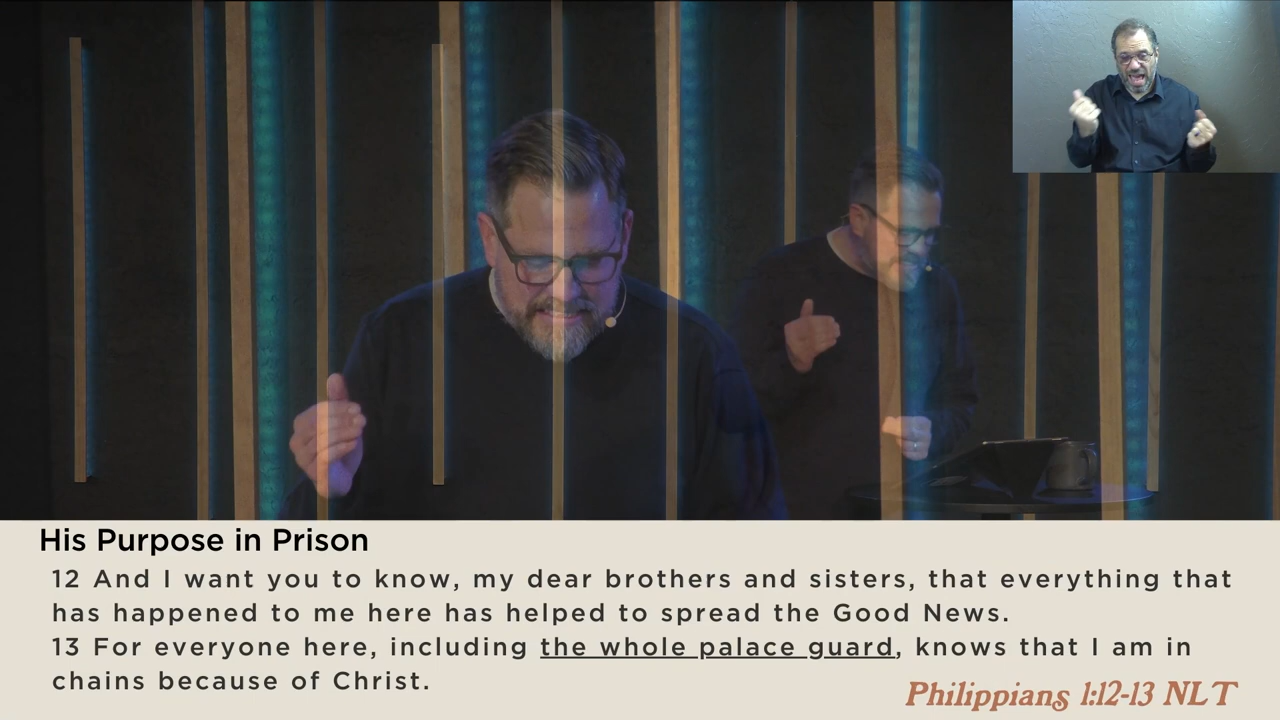 His Purpose in Prison
12 And I want you to know, my dear brothers and sisters, that everything that
has happened to me here has helped to spread the Good News.
13 For everyone here, including the whole palace guard, knows that I am in
chains because of Christ.
Philippians 1:12-13 NLT